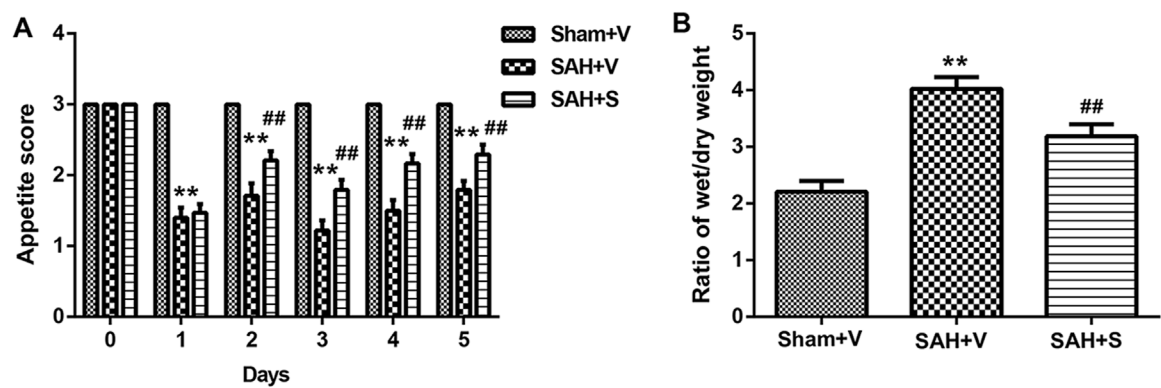 A
Appetite score
4
3
2
1
0
** ** ## ** ## ** ## ** ##
0 1 2 3 4 5
Days
Sham+V
SAH+V
SAH+S
B
Ratio of wet/dry weight
5
4
3
2
1
0
**
##
Sham+V SAH+V SAH+S